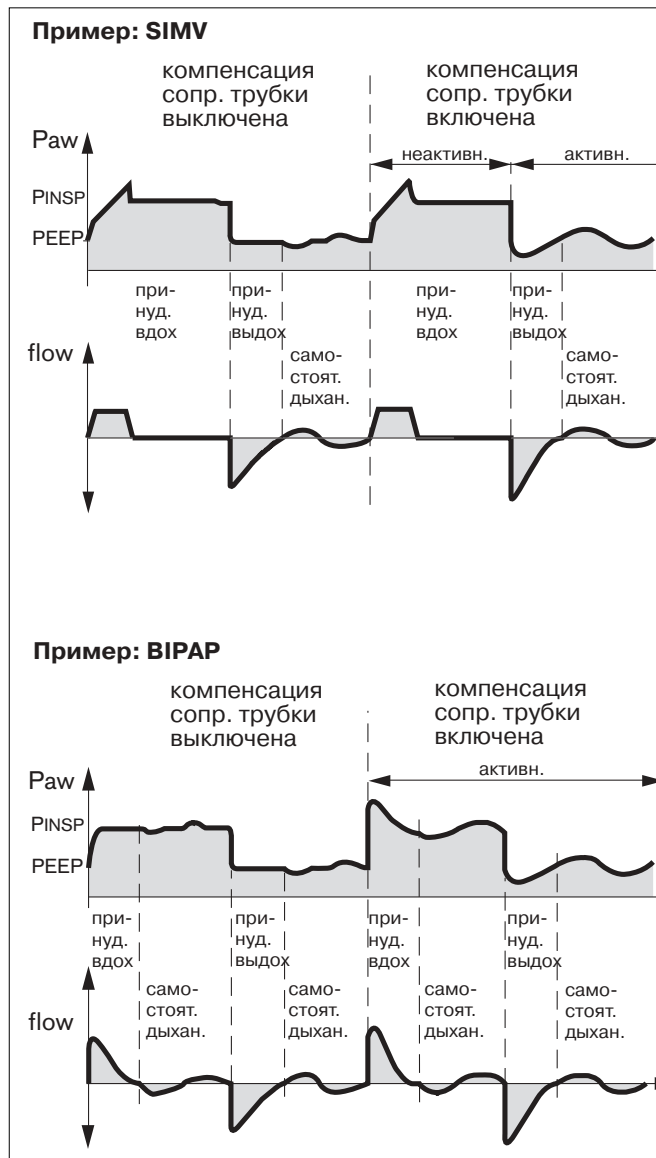 Пример: SIMV
компенсация
сопр. трубки
выключена
компенсация
сопр. трубки
включена
Paw
неактивн.
активн.
PINSP
PEEP
при-
нуд.
вдох
при-
нуд.
выдох
само-
стоят.
дыхан.
при-
нуд.
вдох
при-
нуд.
выдох
само-
стоят.
дыхан.
flow
Пример: BIPAP
компенсация
сопр. трубки
выключена
компенсация
сопр. трубки
включена
активн.
Paw
PINSP
PEEP
при-
нуд.
вдох
само-
стоят.
дыхан.
при-
нуд.
выдох
само-
стоят.
дыхан.
при-
нуд.
вдох
само-
стоят.
дыхан.
при-
нуд.
выдох
само-
стоят.
дыхан.
flow